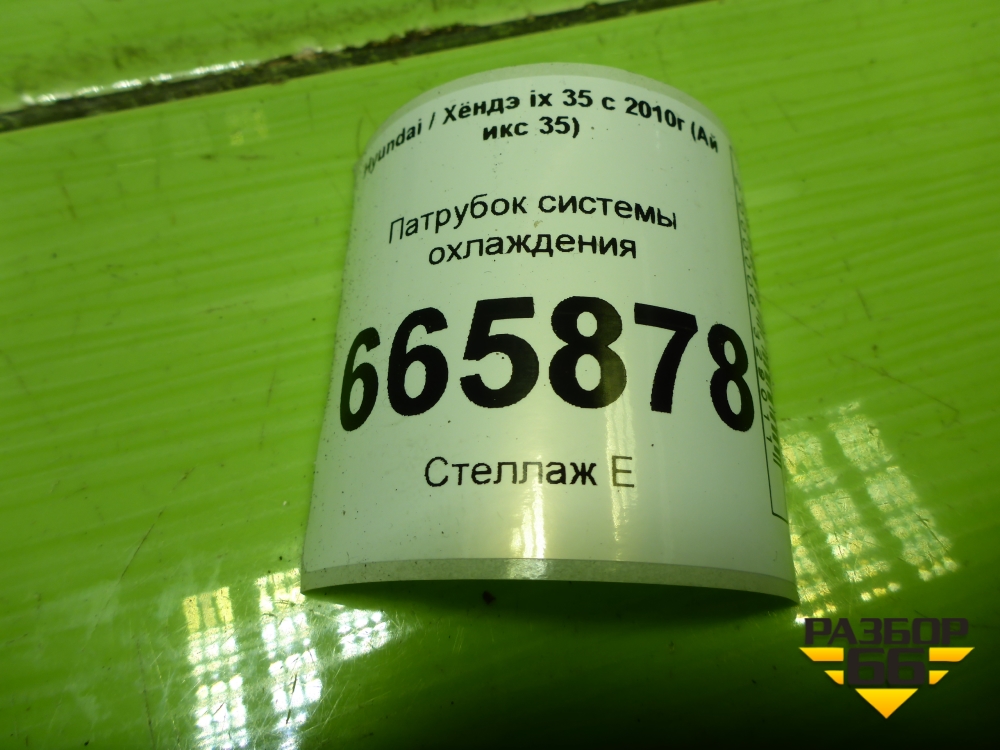 Hyundai / Хёндэ ix 35 с 2010г (Ай
икс 35)
Патрубок системы
охлаждения
665878
Стеллаж Е
РАЗБОР
66